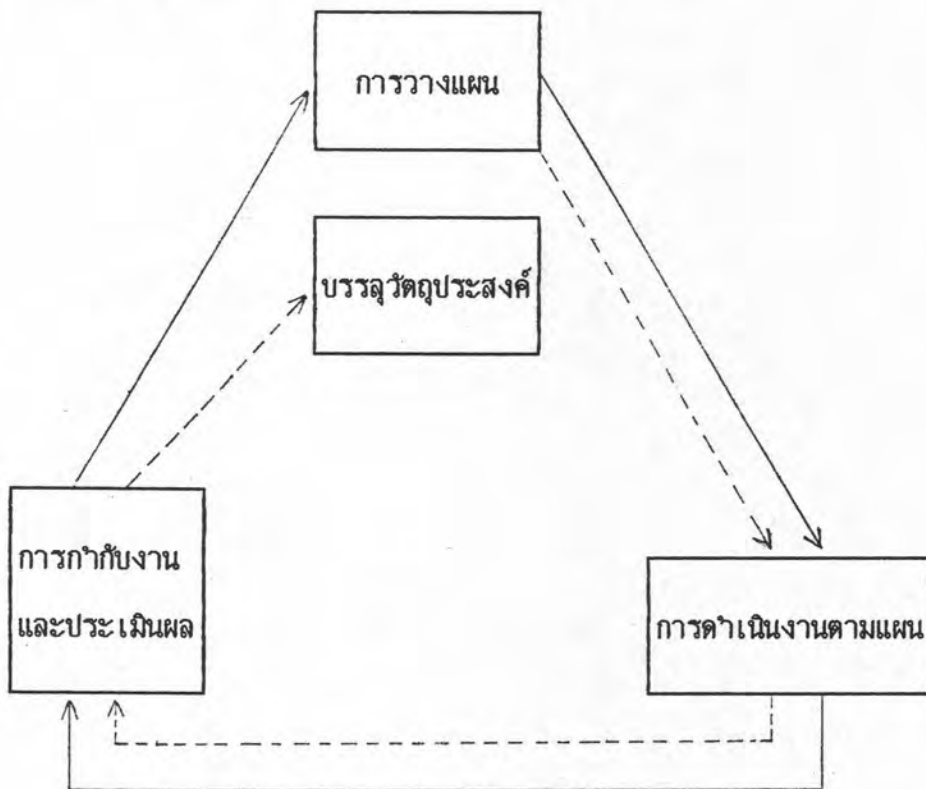 การวางแผน
บรรลุวัตถุประสงค์
การกำกับงาน
และประเมินผล
การดำเนินงานตามแผน